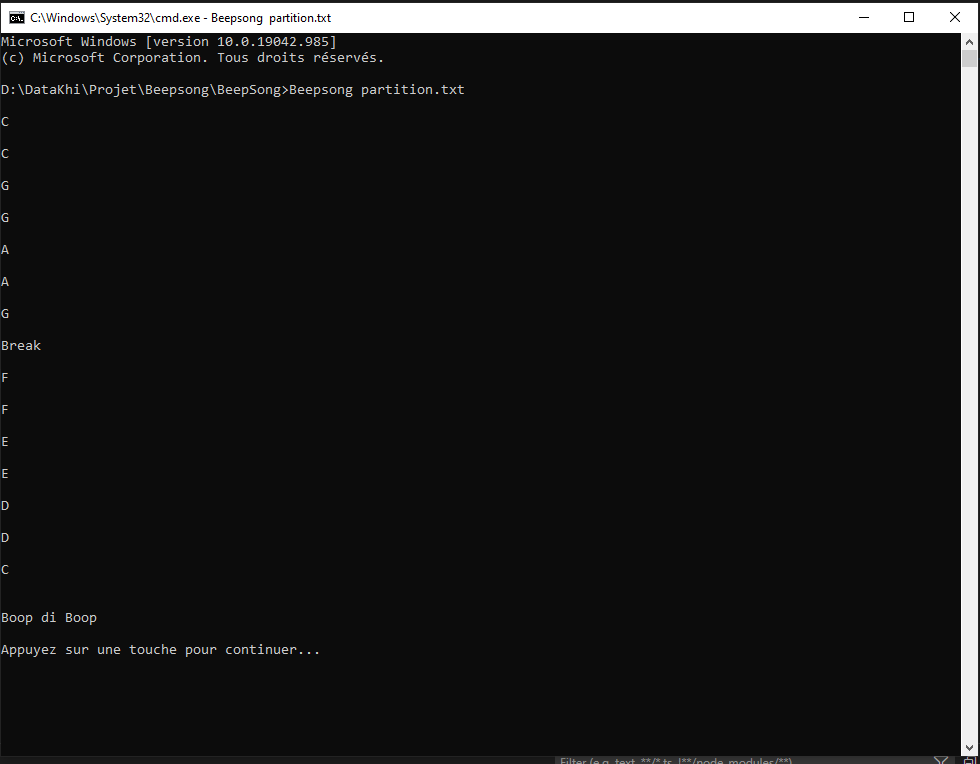 C:\Windows\System32\cmd.exe - Beepsong  partition.txt
Microsoft Windows [version 10.0.19042.985]
(c) Microsoft Corporation. Tous droits réservés.
D:\DataKhi\Projet\Beepsong\BeepSong>Beepsong partition.txt
C
C
G
G
A
A
G
Break
F
F
E
E
D
D
C
Boop di Boop
Appuyez sur une touche pour continuer...
Filter (e.g. text, **/*.ts, !**/node_modules/**)